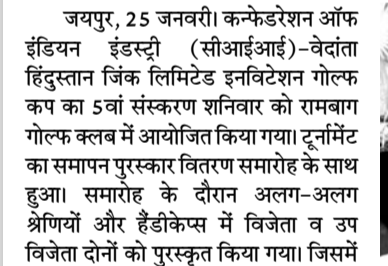 जयपुर, 25 जनवरी। कन्फेडरेशन ऑफ
इंडियन इंडस्ट्री (सीआईआई)-वेदांता
हिंदुस्तान जिंक लिमिटेड इनविटेशन गोल्फ
कप का 5वां संस्करण शनिवार को रामबाग
गोल्फ क्लब में आयोजित किया गया। टूर्नामेंट
का समापन पुरस्कार वितरण समारोह के साथ
हुआ। समारोह के दौरान अलग-अलग
श्रेणियों और हैंडीकेप्स में विजेता व उप
विजेता दोनों को पुरस्कृत किया गया। जिसमें